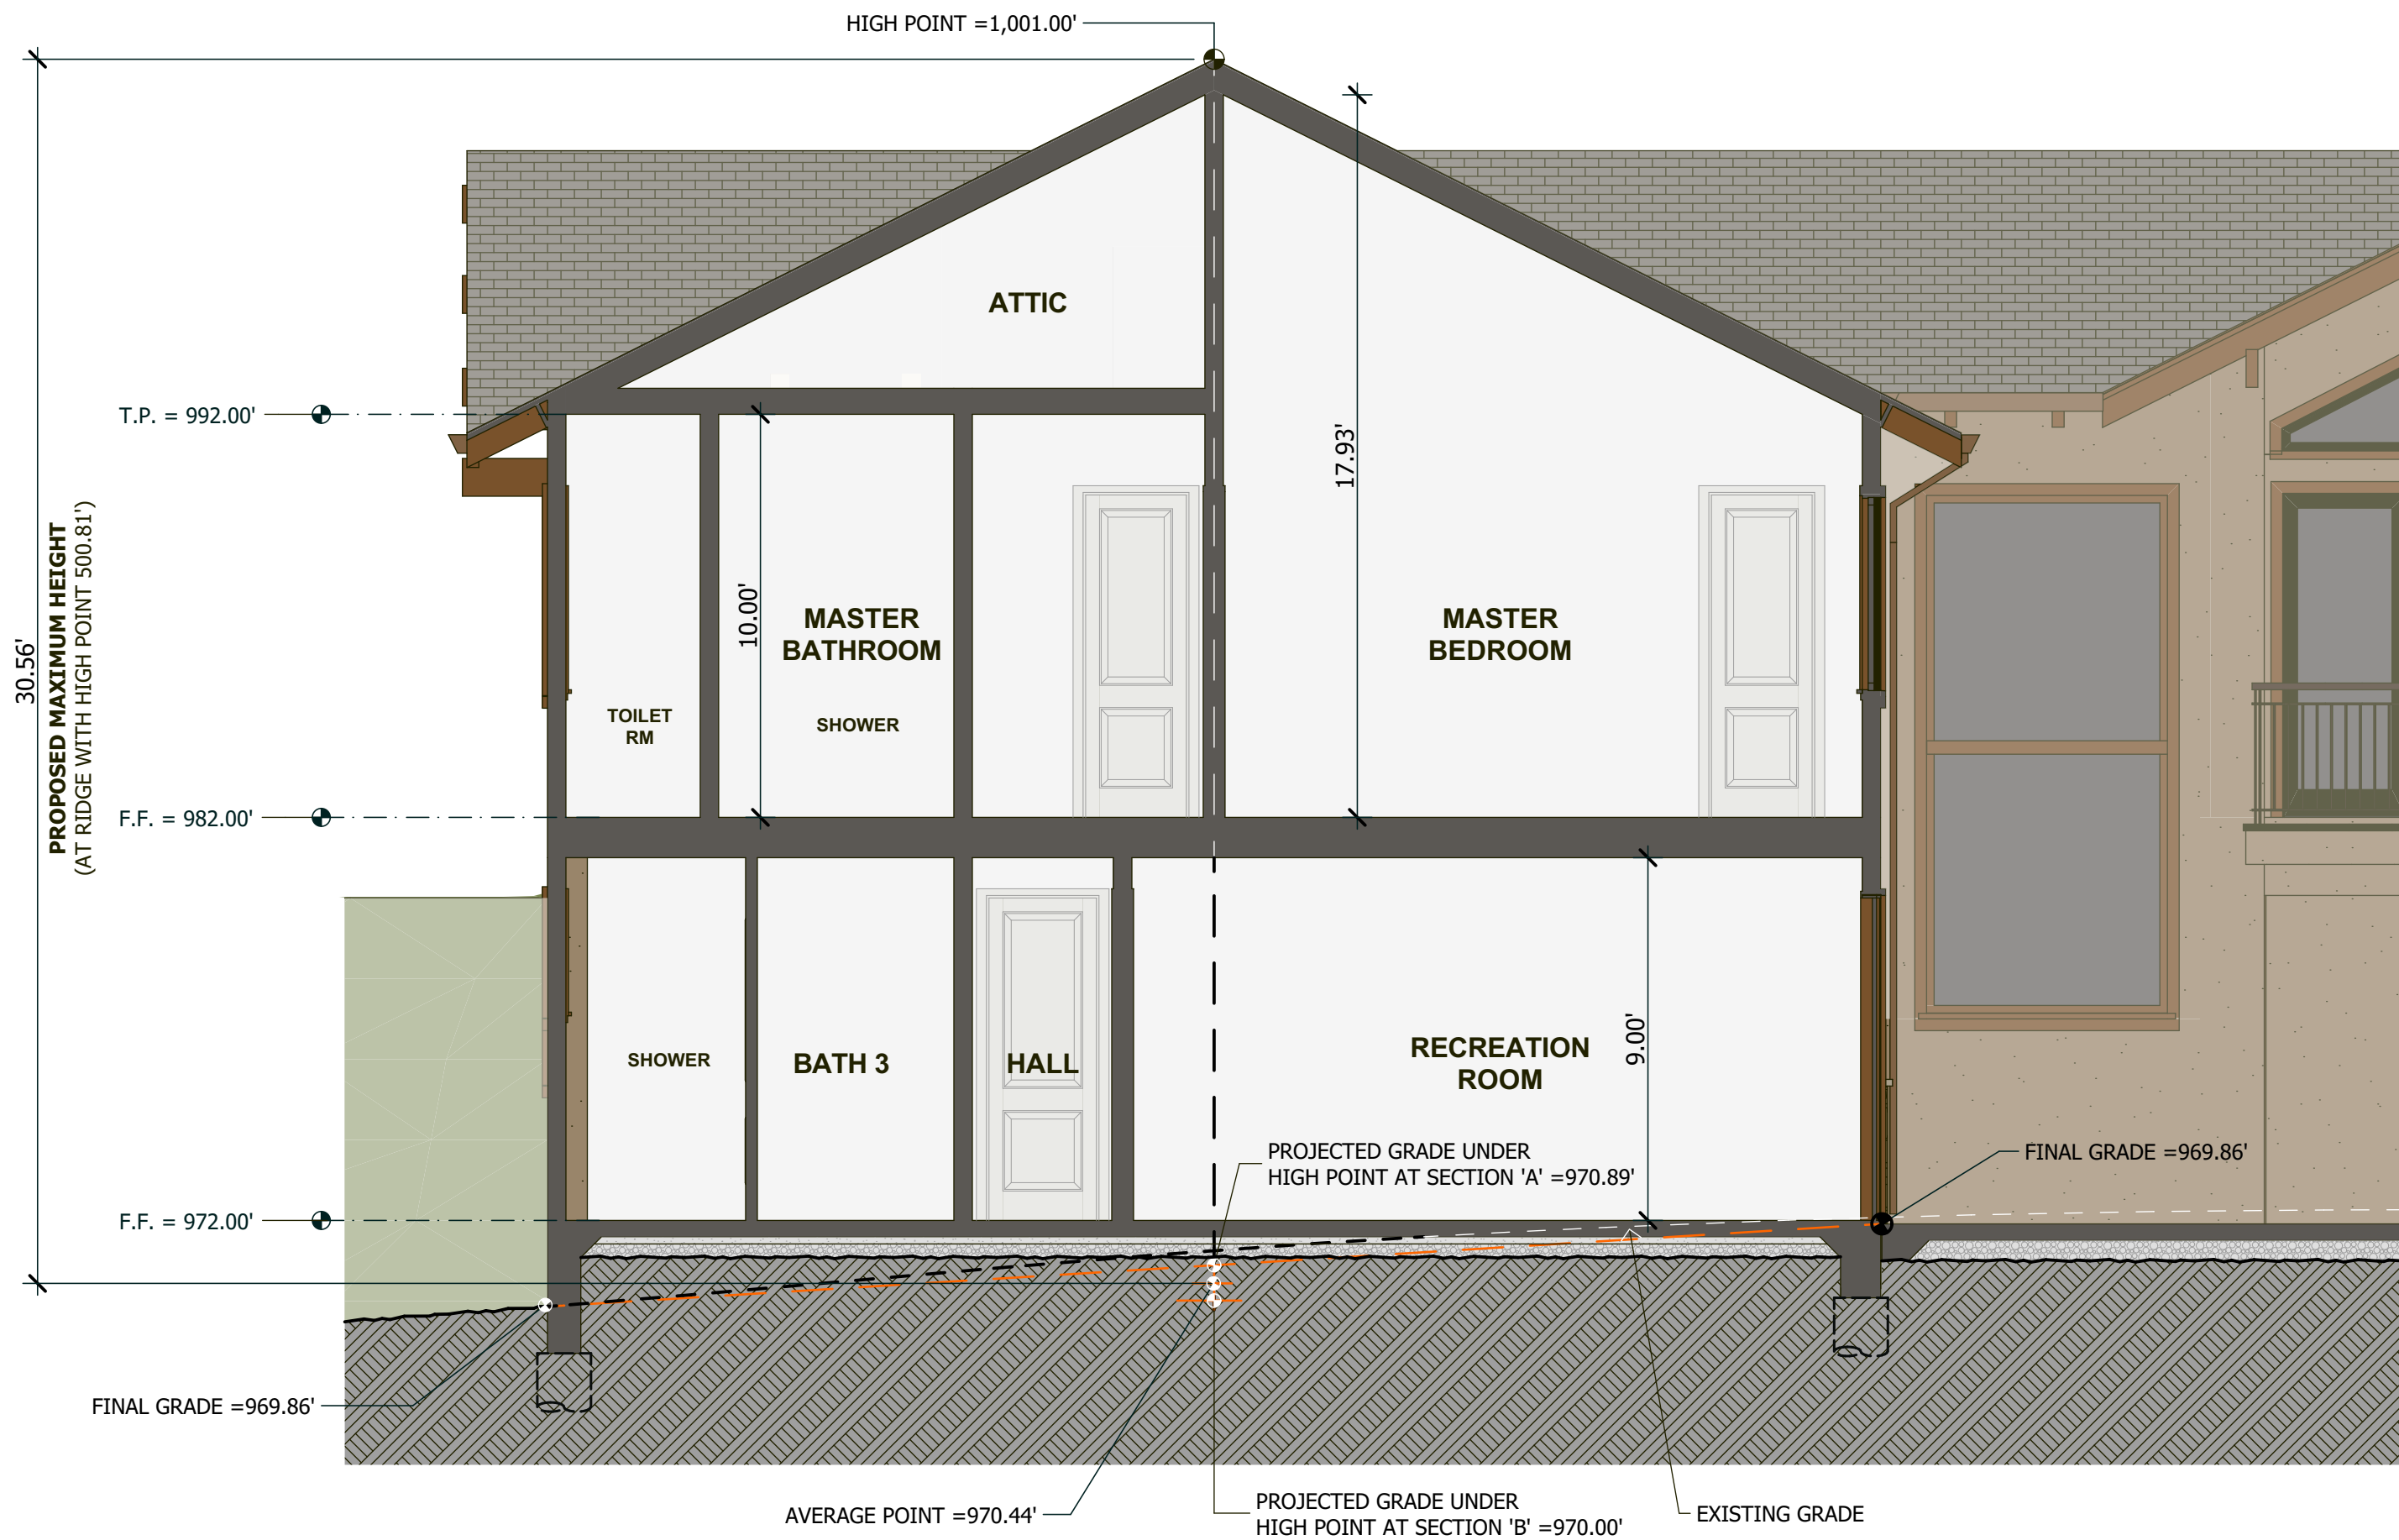 HIGH POINT =1,001.00'
ATTIC
T.P. = 992.00'
17.93'
30.56'
PROPOSED MAXIMUM HEIGHT
(AT RIDGE WITH HIGH POINT 500.81')
10.00'
MASTER
BATHROOM
MASTER
BEDROOM
TOILET
RM
SHOWER
F.F. = 982.00'
SHOWER
BATH 3
HALL
RECREATION
ROOM
9.00'
PROJECTED GRADE UNDER
HIGH POINT AT SECTION 'A' =970.89'
FINAL GRADE =969.86'
F.F. = 972.00'
FINAL GRADE =969.86'
AVERAGE POINT =970.44'
PROJECTED GRADE UNDER
HIGH POINT AT SECTION 'B' =970.00'
EXISTING GRADE